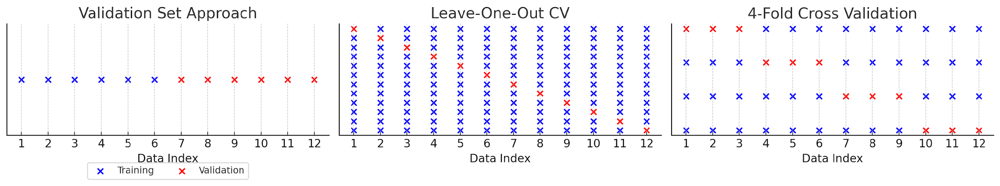 Validation Set Approach
1 2 3 4 5 6 7 8 9 10 11 12
Data Index
Training Validation
Leave-One-Out CV
1 2 3 4 5 6 7 8 9 10 11 12
Data Index
4-Fold Cross Validation
1 2 3 4 5 6 7 8 9 10 11 12
Data Index